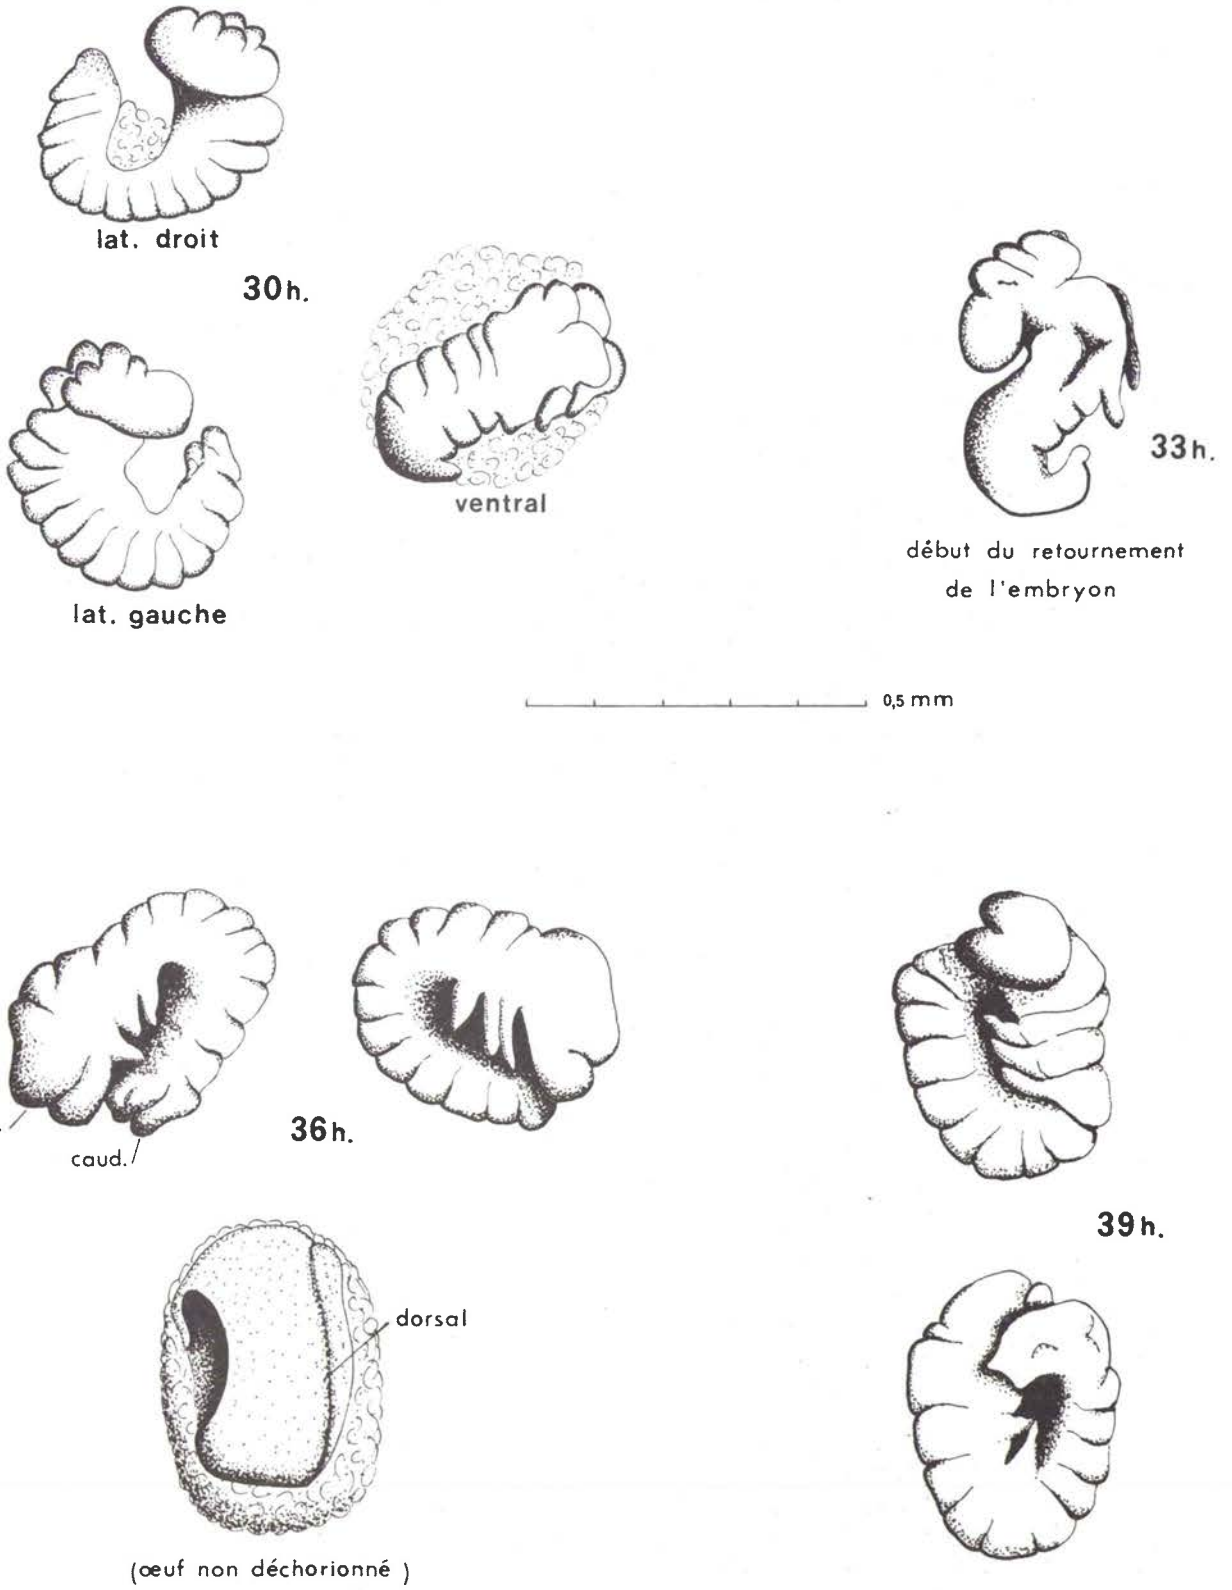 lat. droit
30h.
ventral
lat. gauche
33h.
début du retournement
de l'embryon
0,5 mm
36h.
caud.
39h.
dorsal
(œuf non déchorionné )